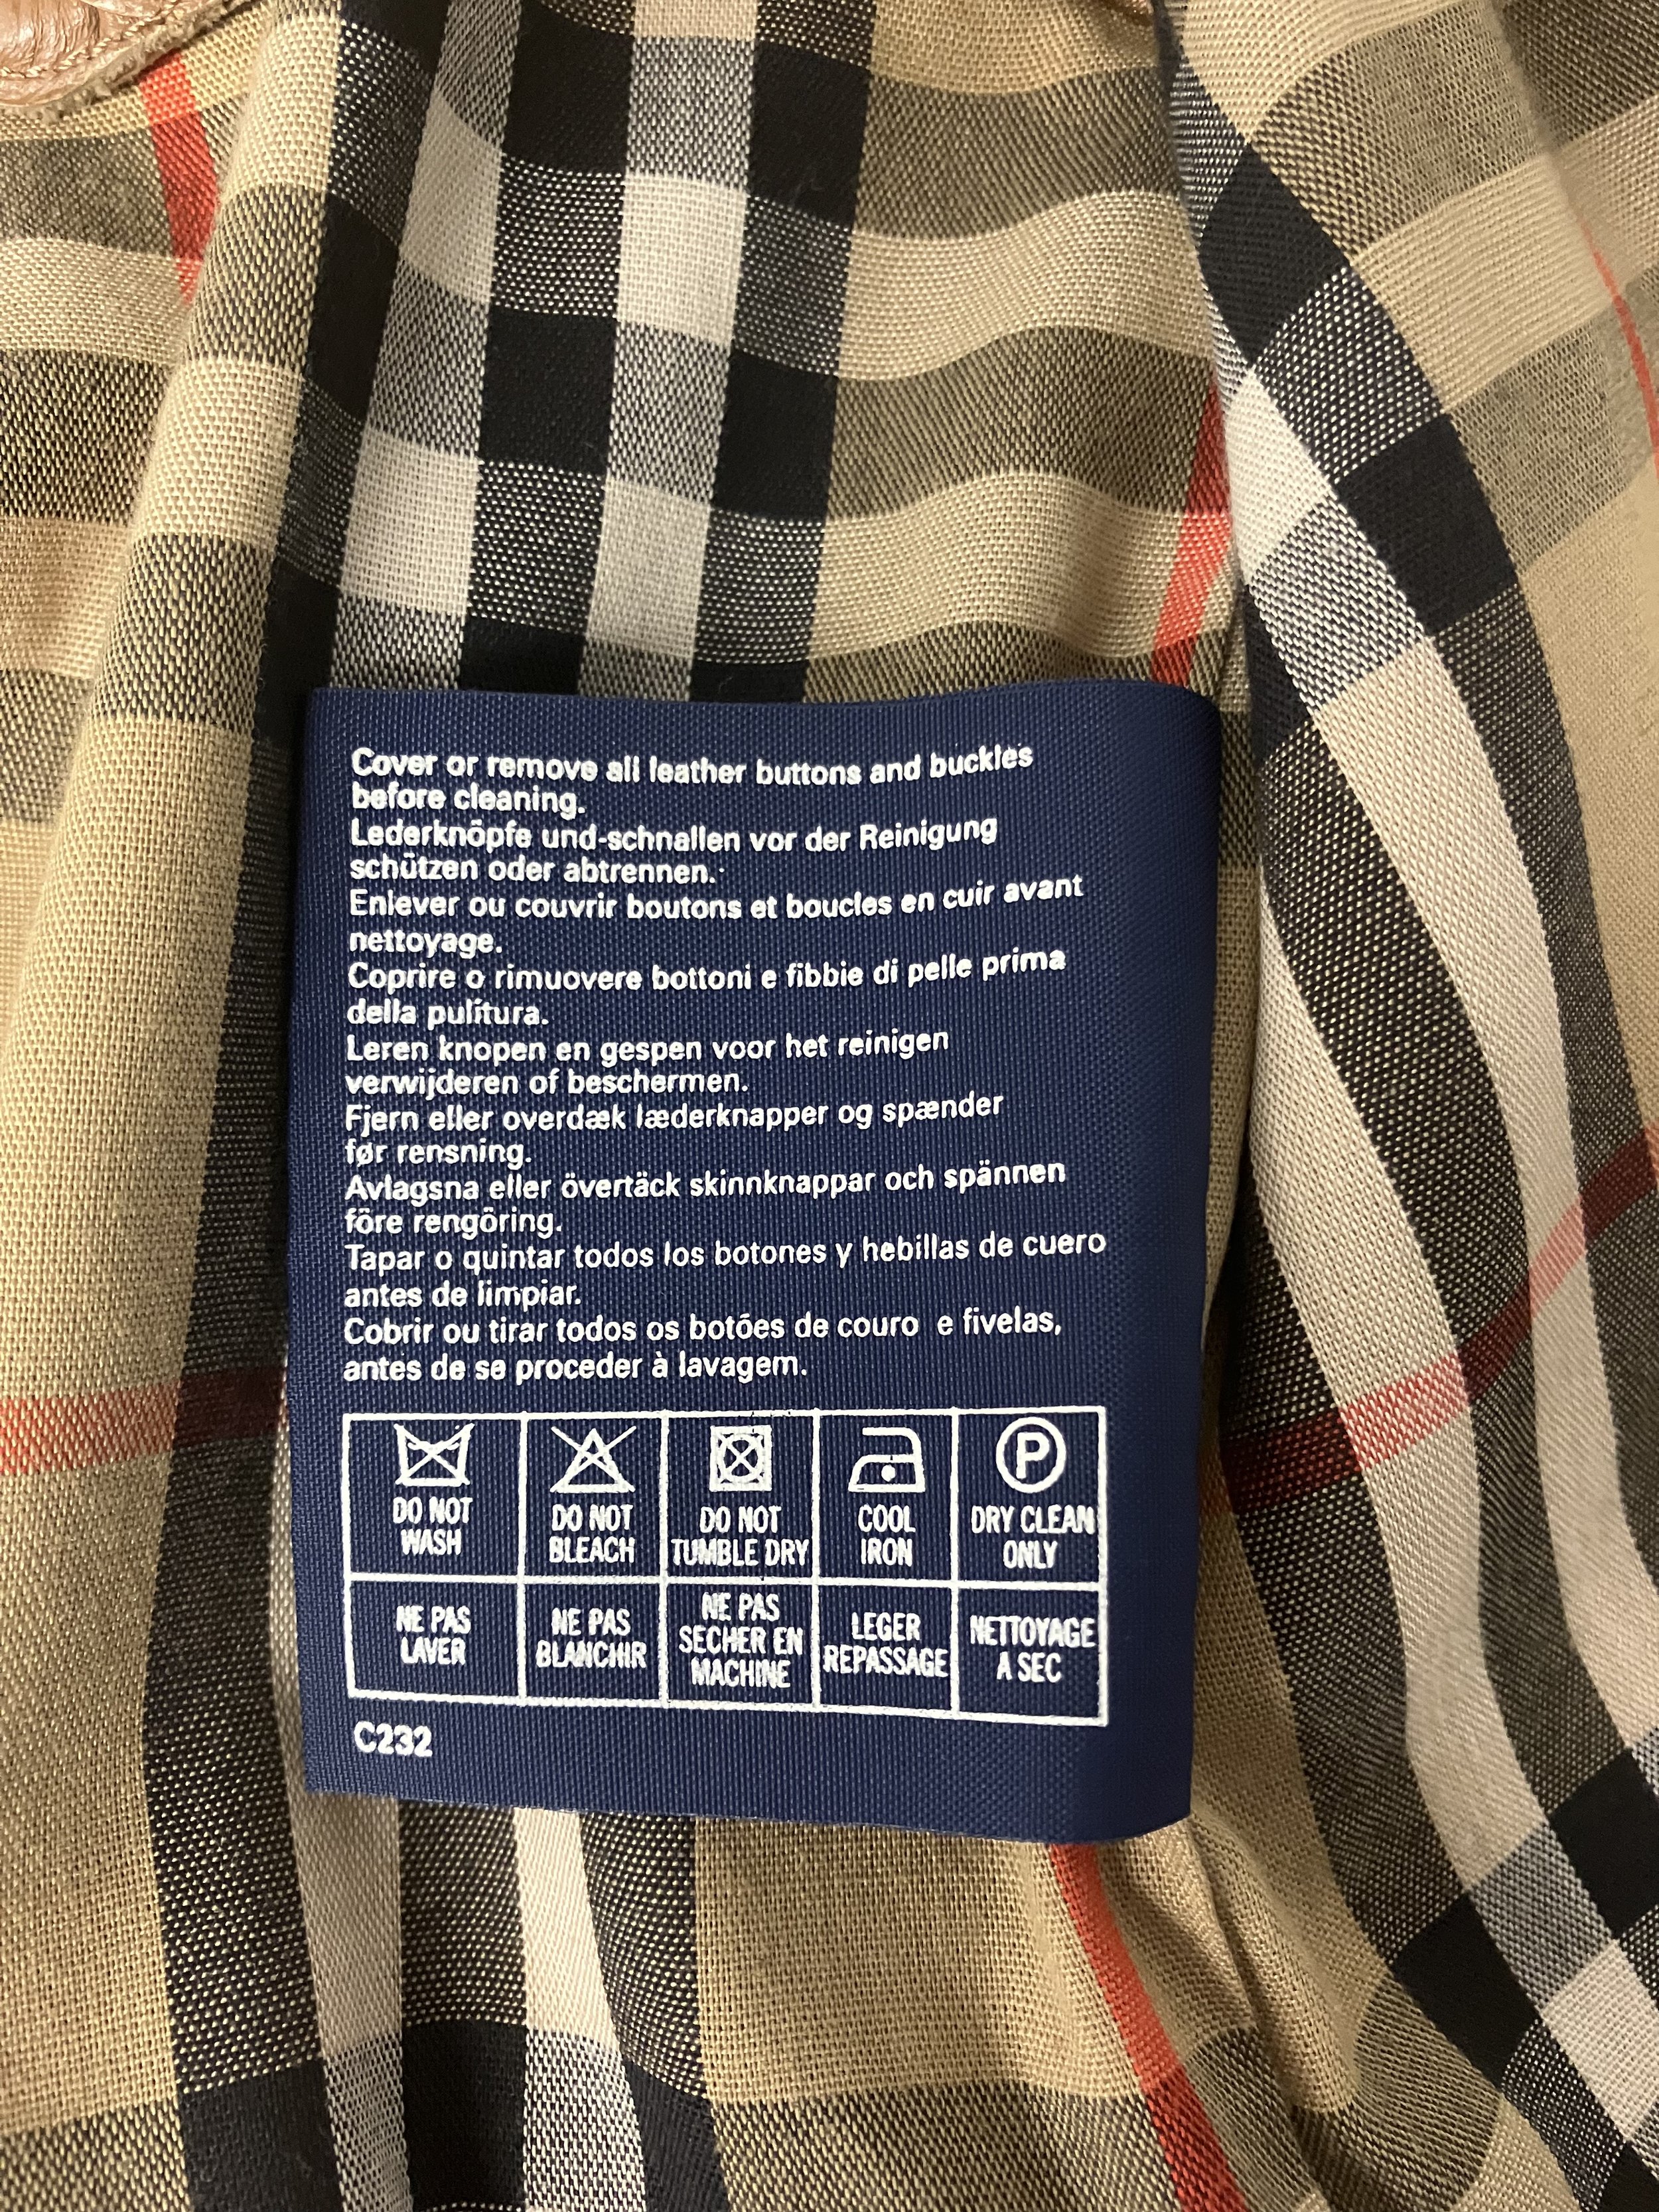 Cover or remove all leather buttons and buckles
before cleaning.
Lederknöpfe und-schnallen vor der Reinigung
schützen oder abtrennen.
Enlever ou couvrir boutons et boucles en cuir avant
nettoyage.
Coprire o rimuovere bottoni e fibbie di pelle prima
della pulitura.
Leren knopen en gespen voor het reinigen
verwijderen of beschermen.
Fjern eller overdæk læderknapper og spænder
før rensning.
Avlagsna eller övertäck skinnknappar och spännen
före rengöring.
Tapar o quintar todos los botones y hebillas de cuero
antes de limpiar.
Cobrir ou tirar todos os botões de couro e fivelas,
antes de se proceder à lavagem.
P
DO NOT
WASH
DO NOT
BLEACH
DO NOT
TUMBLE DRY
COOL
IRON
DRY CLEAN
ONLY
NE PAS
LAVER
NE PAS
BLANCHIR
NE PAS
SECHER EN
MACHINE
LEGER
REPASSAGE
NETTOYAGE
A SEC
C232